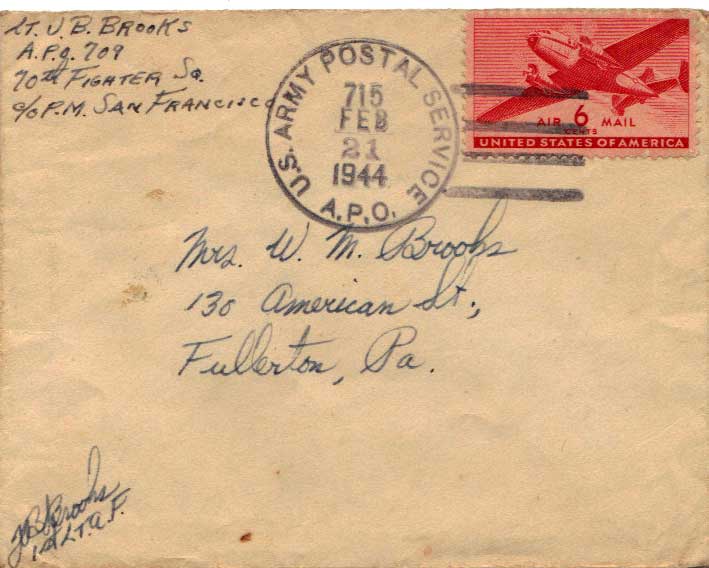 Lt. J. B. Brooks
A.P.O. 709
70th Fighter Sq.
c/o P.M. San Francisco
U.S. ARMY POSTAL SERVICE
715
FEB
21
1944
A.P.O.
AIR 6 MAIL
CENTS
UNITED STATES OF AMERICA
Mrs. W. M. Brooks
130 American St.,
Fullerton, Pa.
JB Brooks
1st Lt. A.F.